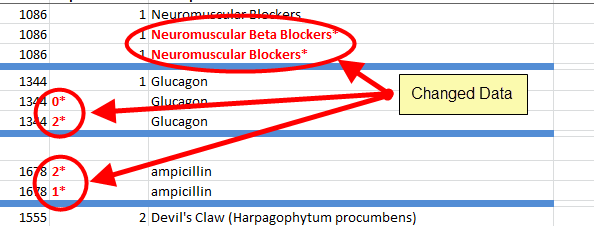 1086 1 Neuromuscular Blockers
1086 1 Neuromuscular Beta Blockers*
1086 1 Neuromuscular Blockers*
1344 1 Glucagon
1344 0* Glucagon
1344 2* Glucagon
Changed Data
1678 2* ampicillin
1678 1* ampicillin
1555 2 Devil's Claw (Harpagophytum procumbens)